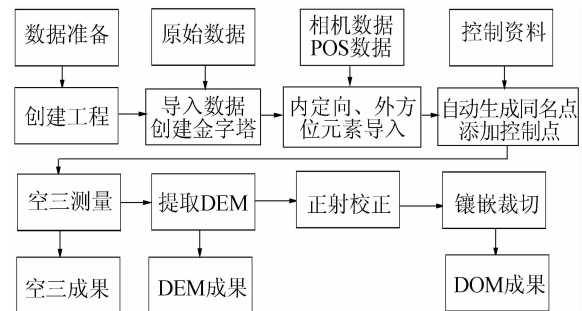 数据准备
原始数据
相机数据
POS数据
控制资料
创建工程
导入数据
创建金字塔
内定向、外方
位元素导入
自动生成同名点
添加控制点
空三测量
提取DEM
正射校正
镶嵌裁切
空三成果
DEM成果
DOM成果